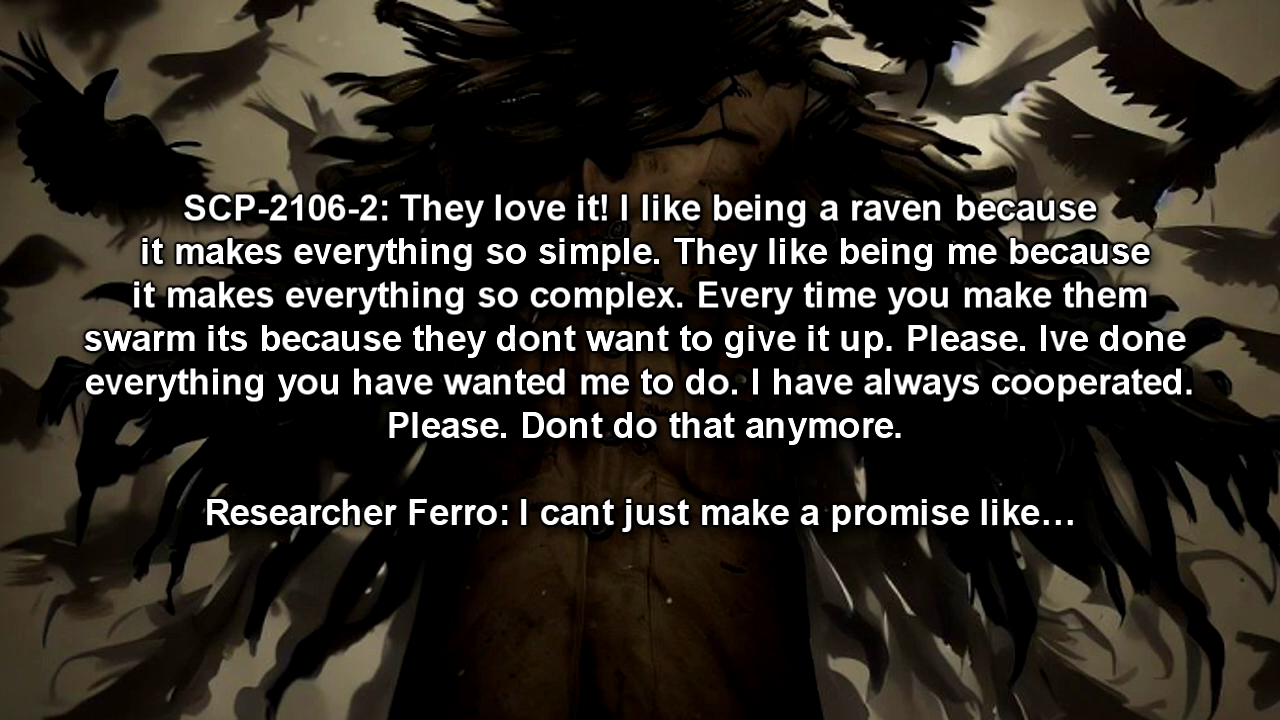 SCP-2106-2: They love it! I like being a raven because
it makes everything so simple. They like being me because
it makes everything so complex. Every time you make them
swarm its because they dont want to give it up. Please. Ive done
everything you have wanted me to do. I have always cooperated.
Please. Dont do that anymore.
Researcher Ferro: I cant just make a promise like…